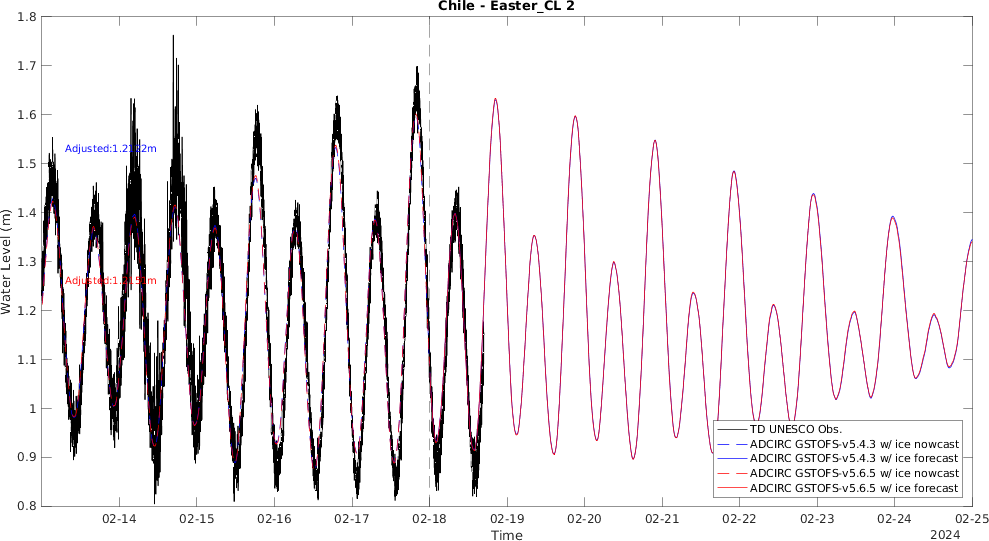 Chile - Easter_CL 2
1.8
1.7
1.6
1.5
1.4
1.3
1.2
1.1
1
0.9
0.8
Water Level (m)
TD UNESCO Obs.
ADCIRC GSTOFS-v5.4.3 w/ ice nowcast
ADCIRC GSTOFS-v5.4.3 w/ ice forecast
ADCIRC GSTOFS-v5.6.5 w/ ice nowcast
ADCIRC GSTOFS-v5.6.5 w/ ice forecast
02-14 02-15 02-16 02-17 02-18 02-19 02-20 02-21 02-22 02-23 02-24 02-25
Time
2024